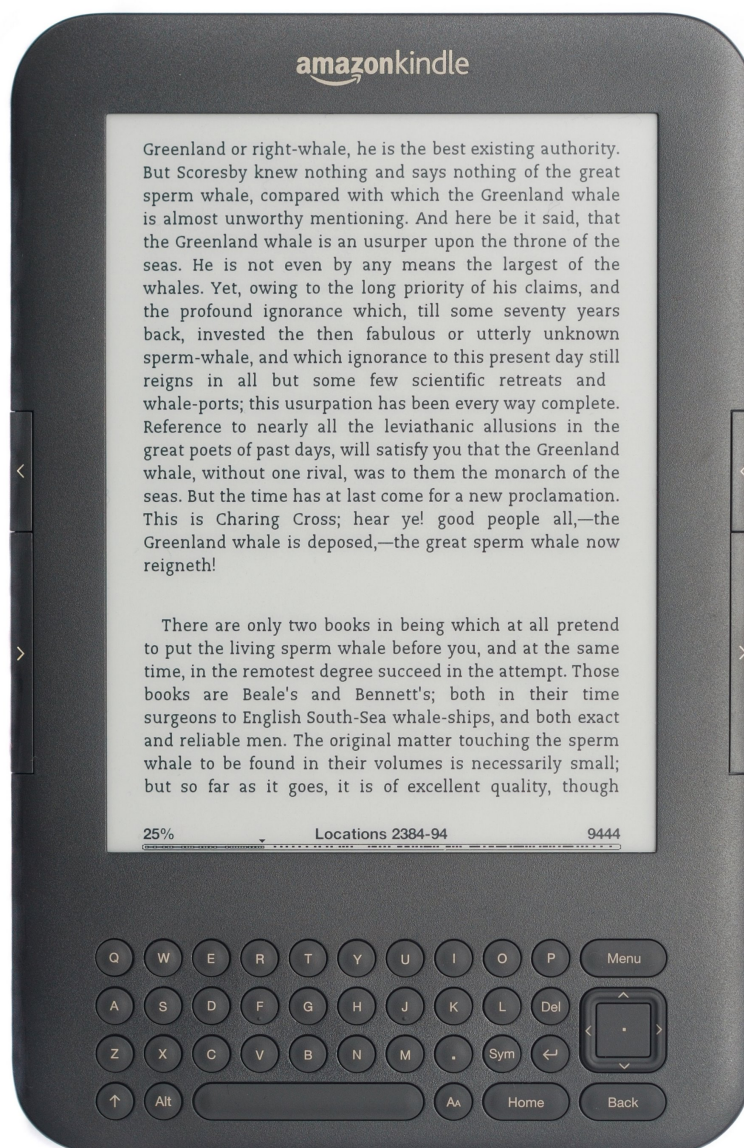 amazonkindle
Greenland or right-whale, he is the best existing authority.
But Scoresby knew nothing and says nothing of the great
sperm whale, compared with which the Greenland whale
is almost unworthy mentioning. And here be it said, that
the Greenland whale is an usurper upon the throne of the
seas. He is not even by any means the largest of the
whales. Yet, owing to the long priority of his claims, and
the profound ignorance which, till some seventy years
back, invested the then fabulous or utterly unknown
sperm-whale, and which ignorance to this present day still
reigns in all but some few scientific retreats and
whale-ports; this usurpation has been every way complete.
Reference to nearly all the leviathanic allusions in the
great poets of past days, will satisfy you that the Greenland
whale, without one rival, was to them the monarch of the
seas. But the time has at last come for a new proclamation.
This is Charing Cross; hear ye! good people all,—the
Greenland whale is deposed,—the great sperm whale now
reigneth!
There are only two books in being which at all pretend
to put the living sperm whale before you, and at the same
time, in the remotest degree succeed in the attempt. Those
books are Beale's and Bennett's; both in their time
surgeons to English South-Sea whale-ships, and both exact
and reliable men. The original matter touching the sperm
whale to be found in their volumes is necessarily small;
but so far as it goes, it is of excellent quality, though
25% Locations 2384-94 9444
Q W E R T Y U I O P Menu
A S D F G H J K L Del
Z X C V B N M . Sym
Alt AA Home Back